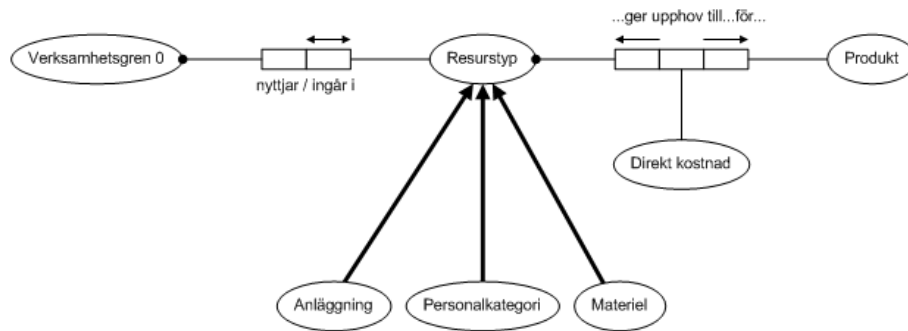 ...ger upphov till...för...
Verksamhetsgren 0
Resurstyp
Produkt
nyttjar / ingår i
Direkt kostnad
Anläggning
Personalkategori
Materiel